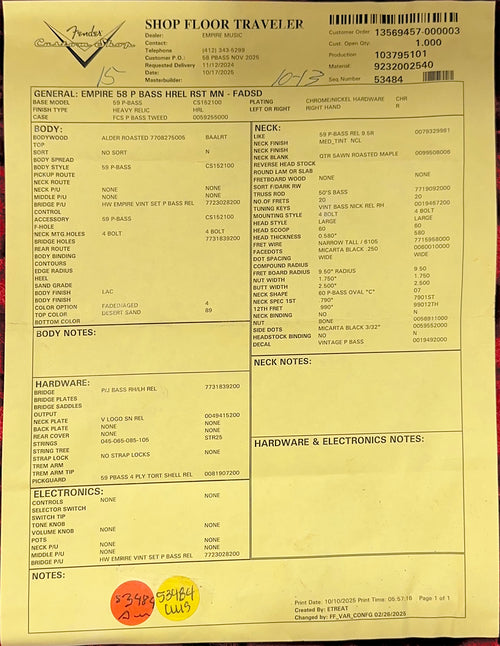 Fender
Custom Shop
SHOP FLOOR TRAVELER
Dealer: EMPIRE MUSIC
Contact:
Telephone (412) 343-5299
Customer P.O.: 58 PBASS NOV 2025
Requested Delivery 11/12/2024
Date: 10/17/2025
Masterbuilder:
15
10-13
Customer Order 13569457-000003
Cust. Open Qty: 1.000
Production 103795101
Material 9232002540
Seq Number 53484
GENERAL: EMPIRE 58 P BASS HREL RST MN - FADSD
BASE MODEL 59 P-BASS CS152100 PLATING CHROME/NICKEL HARDWARE CHR
FINISH TYPE HEAVY RELIC HRL LEFT OR RIGHT RIGHT HAND R
CASE FCS P BASS TWEED 0059255000
BODY:
BODYWOOD ALDER ROASTED 7708275005 BAALRT
TOP
SORT NO SORT N
BODY SPREAD
BODY STYLE 59 P-BASS CS152100
PICKUP ROUTE
NECK ROUTE
NECK P/U NONE NONE
MIDDLE P/U NONE NONE
BRIDGE P/U HW EMPIRE VINT SET P BASS REL 7723028200
CONTROL
ACCESSORY 59 P-BASS CS152100
F-HOLE
NECK MTG.HOLES 4 BOLT 4 BOLT
BRIDGE HOLES 7731839200
REAR ROUTE
BODY BINDING
CONTOURS
EDGE RADIUS
HEEL
SAND GRADE
BODY FINISH LAC
BODY FINISH
COLOR OPTION FADED/AGED 4
TOP COLOR DESERT SAND 89
BOTTOM COLOR
BODY NOTES:
HARDWARE:
BRIDGE P/J BASS RH/LH REL 7731839200
BRIDGE PLATES
BRIDGE SADDLES
OUTPUT
NECK PLATE V LOGO SN REL 0049415200
BACK PLATE NONE NONE
REAR COVER NONE NONE
STRINGS 045-065-085-105 STR25
STRING TREE
STRAP LOCK NO STRAP LOCKS NONE
TREM ARM
TREM ARM TIP
PICKGUARD 59 PBASS 4 PLY TORT SHELL REL 0081907200
ELECTRONICS:
CONTROLS NONE NONE
SELECTOR SWITCH
SWITCH TIP
TONE KNOB
VOLUME KNOB NONE NONE
POTS
NECK P/U NONE NONE
MIDDLE P/U NONE NONE
BRIDGE P/U HW EMPIRE VINT SET P BASS REL 7723028200
NECK:
LIKE 59 P-BASS REL 9.5R 0079329991
NECK FINISH MED_TINT NCL
NECK FINISH
NECK BLANK QTR SAWN ROASTED MAPLE 0099508006
REVERSE HEAD STOCK
ROUND LAM OR SLAB
FRETBOARD WOOD NONE NONE
SORT F/DARK RW
TRUSS ROD 50'S BASS 7719092000
NO.OF FRETS 20 20
TUNING KEYS VINT BASS NICK REL RH 0019467200
MOUNTING STYLE 4 BOLT 4 BOLT
HEAD STYLE LARGE LARGE
HEAD SCOOP 60 60
HEAD THICKNESS 0.580" 580
FRET WIRE NARROW TALL / 6105 7715958000
FACEDOTS MICARTA BLACK .250 0060010000
DOT SPACING WIDE WIDE
COMPOUND RADIUS
FRET BOARD RADIUS 9.50" RADIUS 9.50
NUT WIDTH 1.750" 1.750
BUTT WIDTH 2.500" 2.500
NECK SHAPE 60 P-BASS OVAL "C" 07
NECK SPEC 1ST .790" 7901ST
12TH FRET .990" 99012TH
NECK BINDING NO N
NUT BONE 0056911000
SIDE DOTS MICARTA BLACK 3/32" 0059552000
HEADSTOCK BINDING NO N
DECAL VINTAGE P BASS 0019492000
NECK NOTES:
HARDWARE & ELECTRONICS NOTES:
NOTES:
53484
53484
Print Date: 10/10/2025 Print Time: 05:57:16 Page 1 of 1
Created By: ETREAT
Changed By: FF_VAR_CONFG 02/26/2025